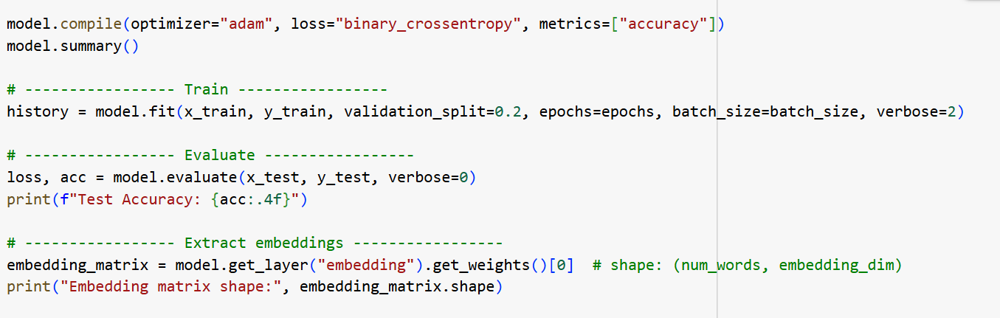 model.compile(optimizer="adam", loss="binary_crossentropy", metrics=["accuracy"])
model.summary()
# ----------------- Train -----------------
history = model.fit(x_train, y_train, validation_split=0.2, epochs=epochs, batch_size=batch_size, verbose=2)
# ----------------- Evaluate -----------------
loss, acc = model.evaluate(x_test, y_test, verbose=0)
print(f"Test Accuracy: {acc:.4f}")
# ----------------- Extract embeddings -----------------
embedding_matrix = model.get_layer("embedding").get_weights()[0]  # shape: (num_words, embedding_dim)
print("Embedding matrix shape:", embedding_matrix.shape)